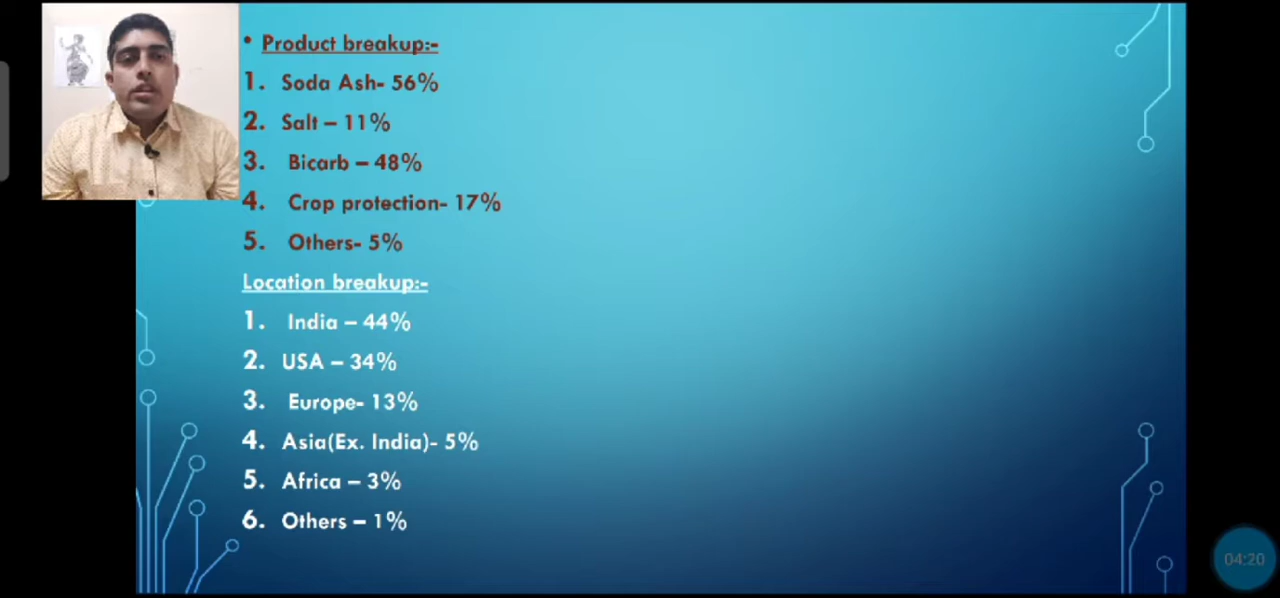 • Product breakup:-
1. Soda Ash- 56%
2. Salt – 11%
3. Bicarb – 48%
4. Crop protection- 17%
5. Others- 5%
Location breakup:-
1. India – 44%
2. USA – 34%
3. Europe- 13%
4. Asia(Ex. India)- 5%
5. Africa – 3%
6. Others – 1%
04:20